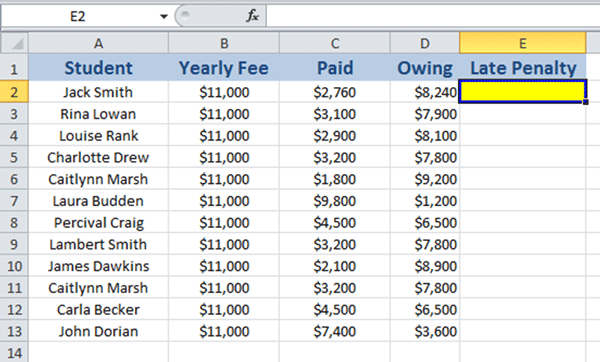 E2 fx
A B C D E
1 Student Yearly Fee Paid Owing Late Penalty
2 Jack Smith $11,000 $2,760 $8,240
3 Rina Lowan $11,000 $3,100 $7,900
4 Louise Rank $11,000 $2,900 $8,100
5 Charlotte Drew $11,000 $3,200 $7,800
6 Caitlynn Marsh $11,000 $1,800 $9,200
7 Laura Budden $11,000 $9,800 $1,200
8 Percival Craig $11,000 $4,500 $6,500
9 Lambert Smith $11,000 $3,200 $7,800
10 James Dawkins $11,000 $2,100 $8,900
11 Caitlynn Marsh $11,000 $3,200 $7,800
12 Carla Becker $11,000 $4,500 $6,500
13 John Dorian $11,000 $7,400 $3,600
14